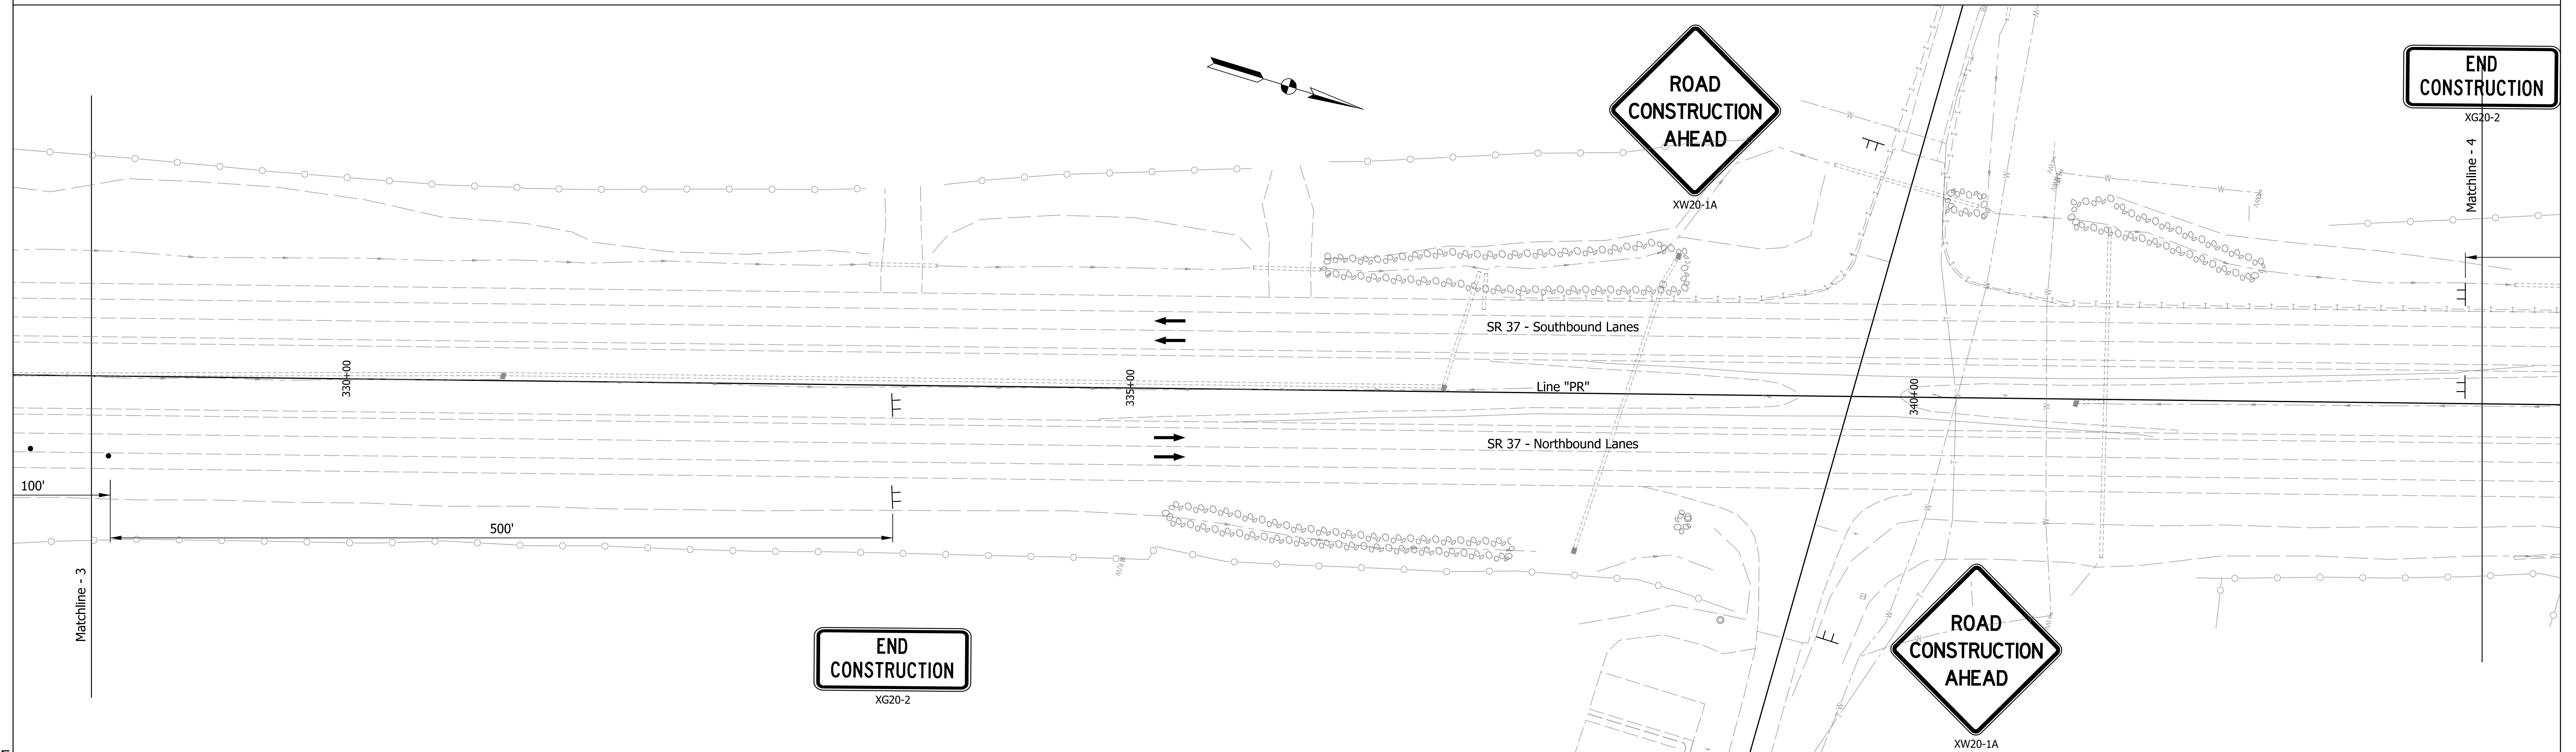 ROAD
CONSTRUCTION
AHEAD
XW20-1A
END
CONSTRUCTION
XG20-2
Matchline - 4
SR 37 - Southbound Lanes
330+00
335+00
Line "PR"
340+00
SR 37 - Northbound Lanes
100'
500'
Matchline - 3
R/W
END
CONSTRUCTION
XG20-2
ROAD
CONSTRUCTION
AHEAD
XW20-1A